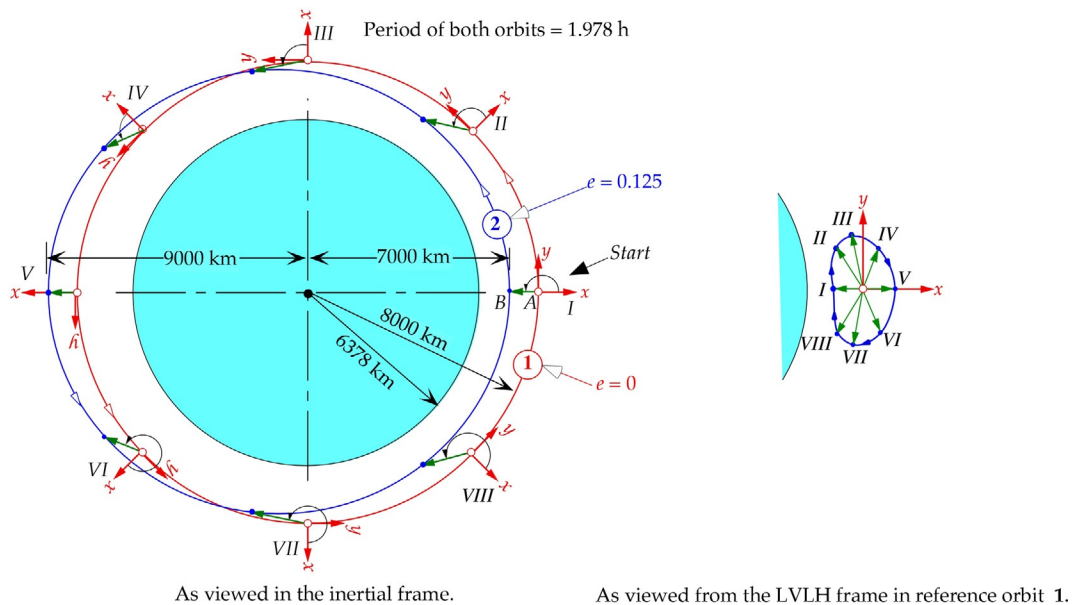 x
III
Period of both orbits = 1.978 h
y
x
IV
y
x
y
II
y
e = 0.125
2
y
III
IV
II
9000 km
7000 km
Start
V
y
I
V
x
x
B
A
x
I
x
y
8000 km
6378 km
VIII
VII
VI
1
e = 0
y
VI
x
y
x
VIII
y
VII
x
As viewed in the inertial frame.
As viewed from the LVLH frame in reference orbit 1.